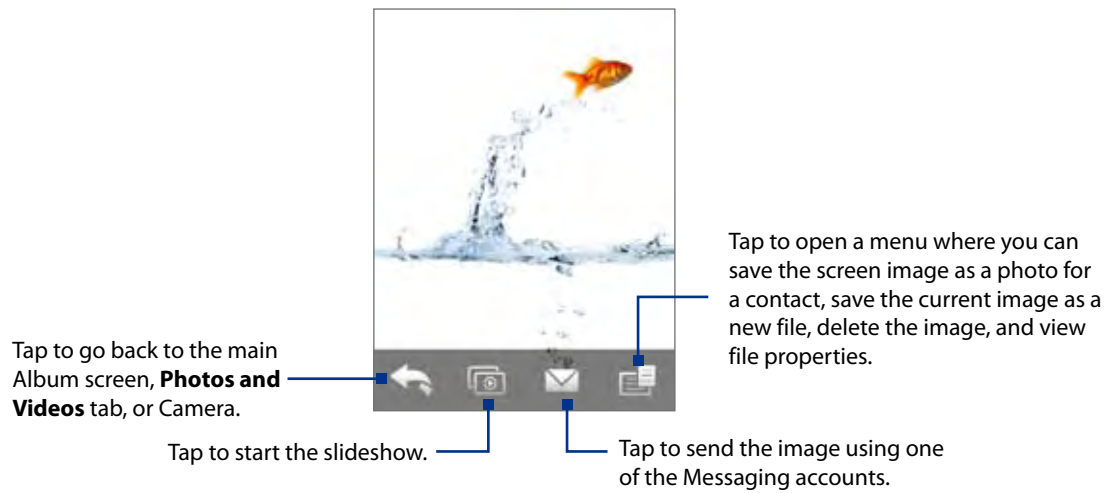 Tap to open a menu where you can
save the screen image as a photo for
a contact, save the current image as a
new file, delete the image, and view
file properties.
Tap to go back to the main
Album screen, Photos and
Videos tab, or Camera.
Tap to start the slideshow.
Tap to send the image using one
of the Messaging accounts.